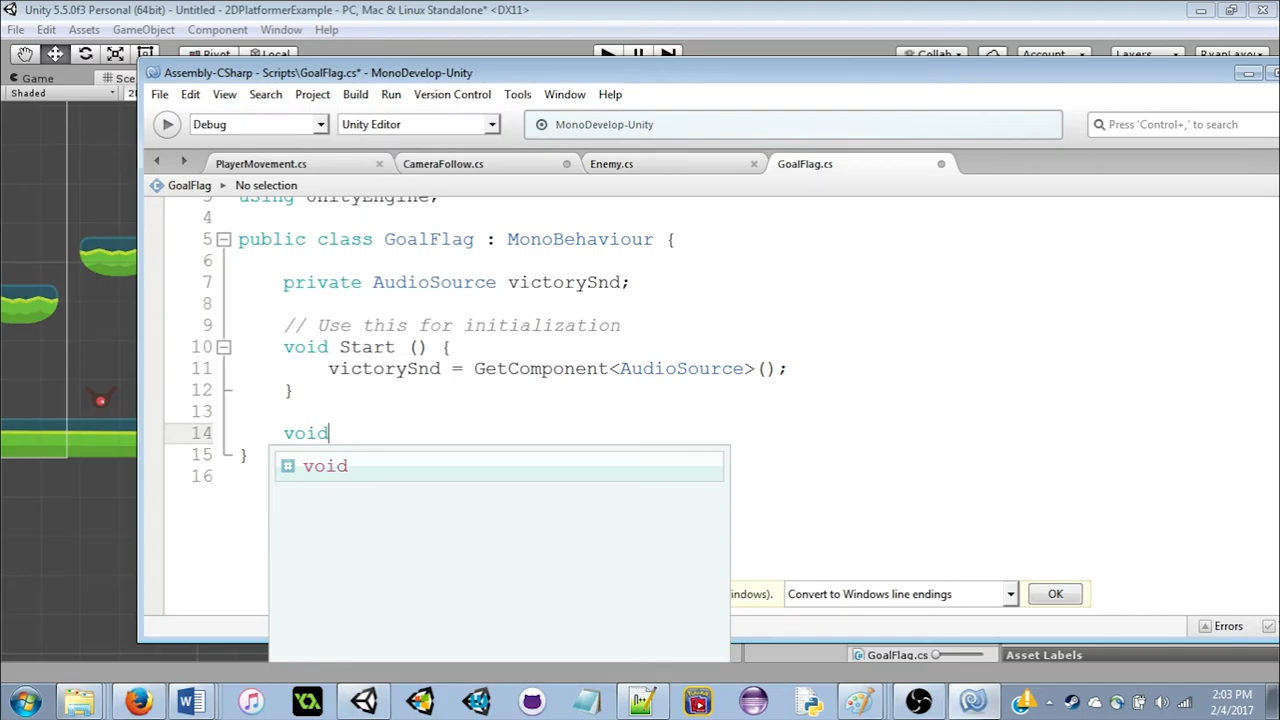 Unity 5.5.0f3 Personal (64bit) - Untitled - 2DPlatformerExample - PC, Mac & Linux Standalone* <DX11>
File Edit Assets GameObject Component Window Help
Pivot Local Collab Account Layers
Game
Shaded
Assembly-CSharp - Scripts\GoalFlag.cs* - MonoDevelop-Unity
File Edit View Search Project Build Run Version Control Tools Window Help
Debug Unity Editor MonoDevelop-Unity Press 'Control+,' to search
PlayerMovement.cs CameraFollow.cs Enemy.cs GoalFlag.cs
GoalFlag No selection
using UnityEngine;
4
5 public class GoalFlag : MonoBehaviour {
6
7 private AudioSource victorySnd;
8
9 // Use this for initialization
10 void Start () {
11 victorySnd = GetComponent<AudioSource>();
12 }
13
14 void
15 }
16
void
Convert to Windows line endings OK
Errors
GoalFlag.cs Asset Labels
2:03 PM
2/4/2017